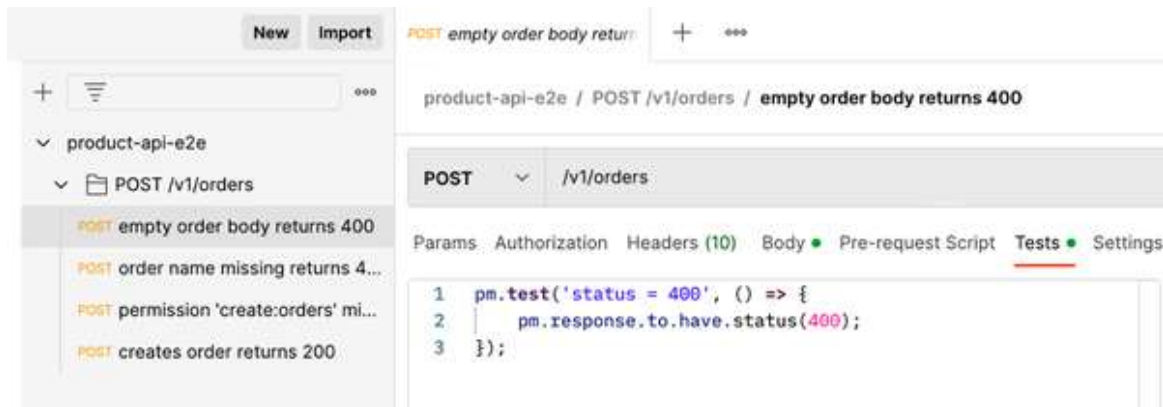 New Import
POST empty order body retur
product-api-e2e / POST /v1/orders / empty order body returns 400
product-api-e2e
POST /v1/orders
POST empty order body returns 400
POST order name missing returns 4...
POST permission 'create:orders' mi...
POST creates order returns 200
POST /v1/orders
Params Authorization Headers (10) Body Pre-request Script Tests Settings
1 pm.test('status = 400', () => {
2 pm.response.to.have.status(400);
3 });